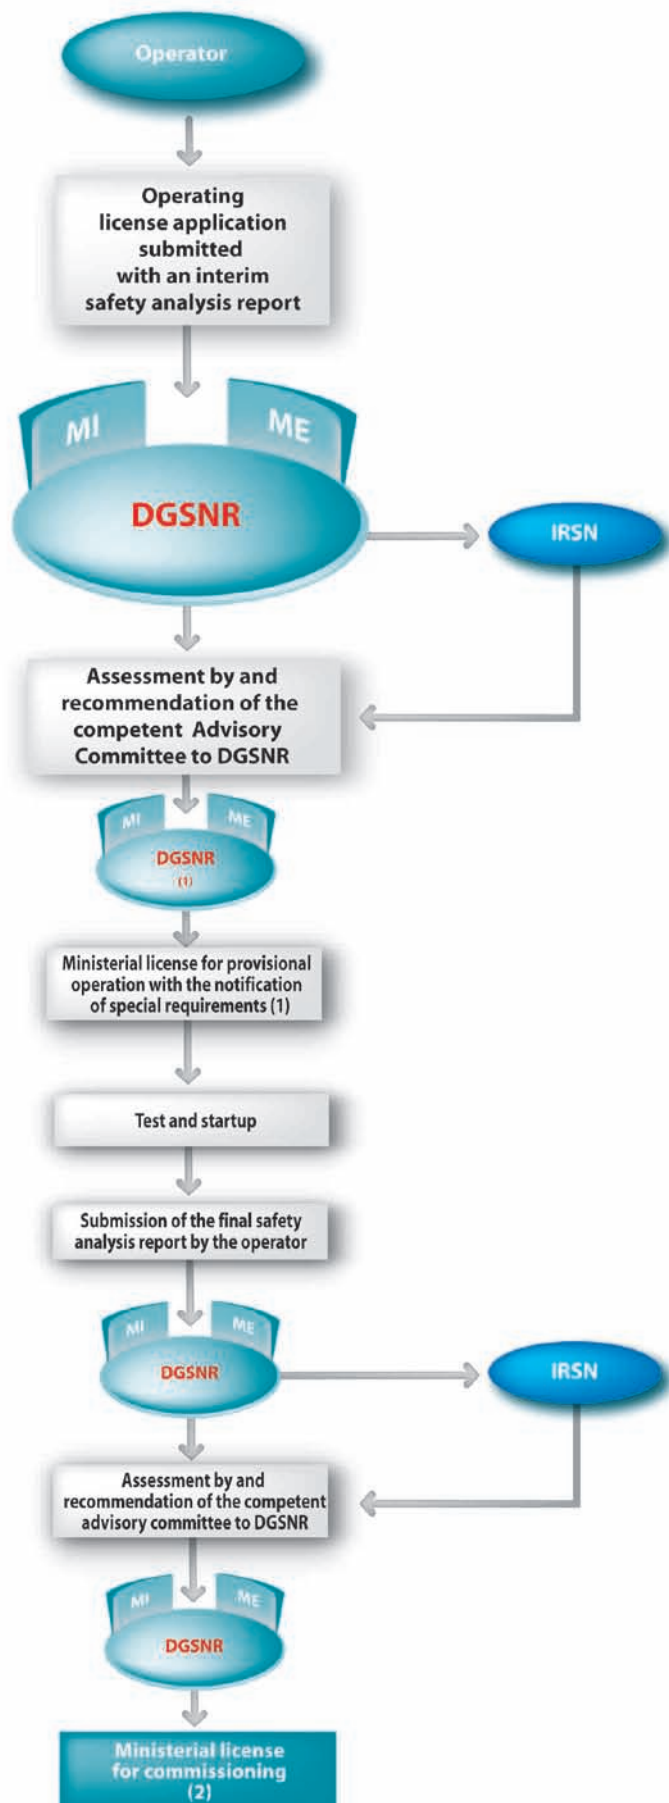 Operator
Operating
license application
submitted
with an interim
safety analysis report
MI
ME
DGSNR
IRSN
Assessment by and
recommendation of the
competent Advisory
Committee to DGSNR
MI
ME
DGSNR
(1)
Ministerial license for provisional
operation with the notification
of special requirements (1)
Test and startup
Submission of the final safety
analysis report by the operator
MI
ME
DGSNR
IRSN
Assessment by and
recommendation of the competent
advisory committee to DGSNR
MI
ME
DGSNR
Ministerial license
for commissioning
(2)